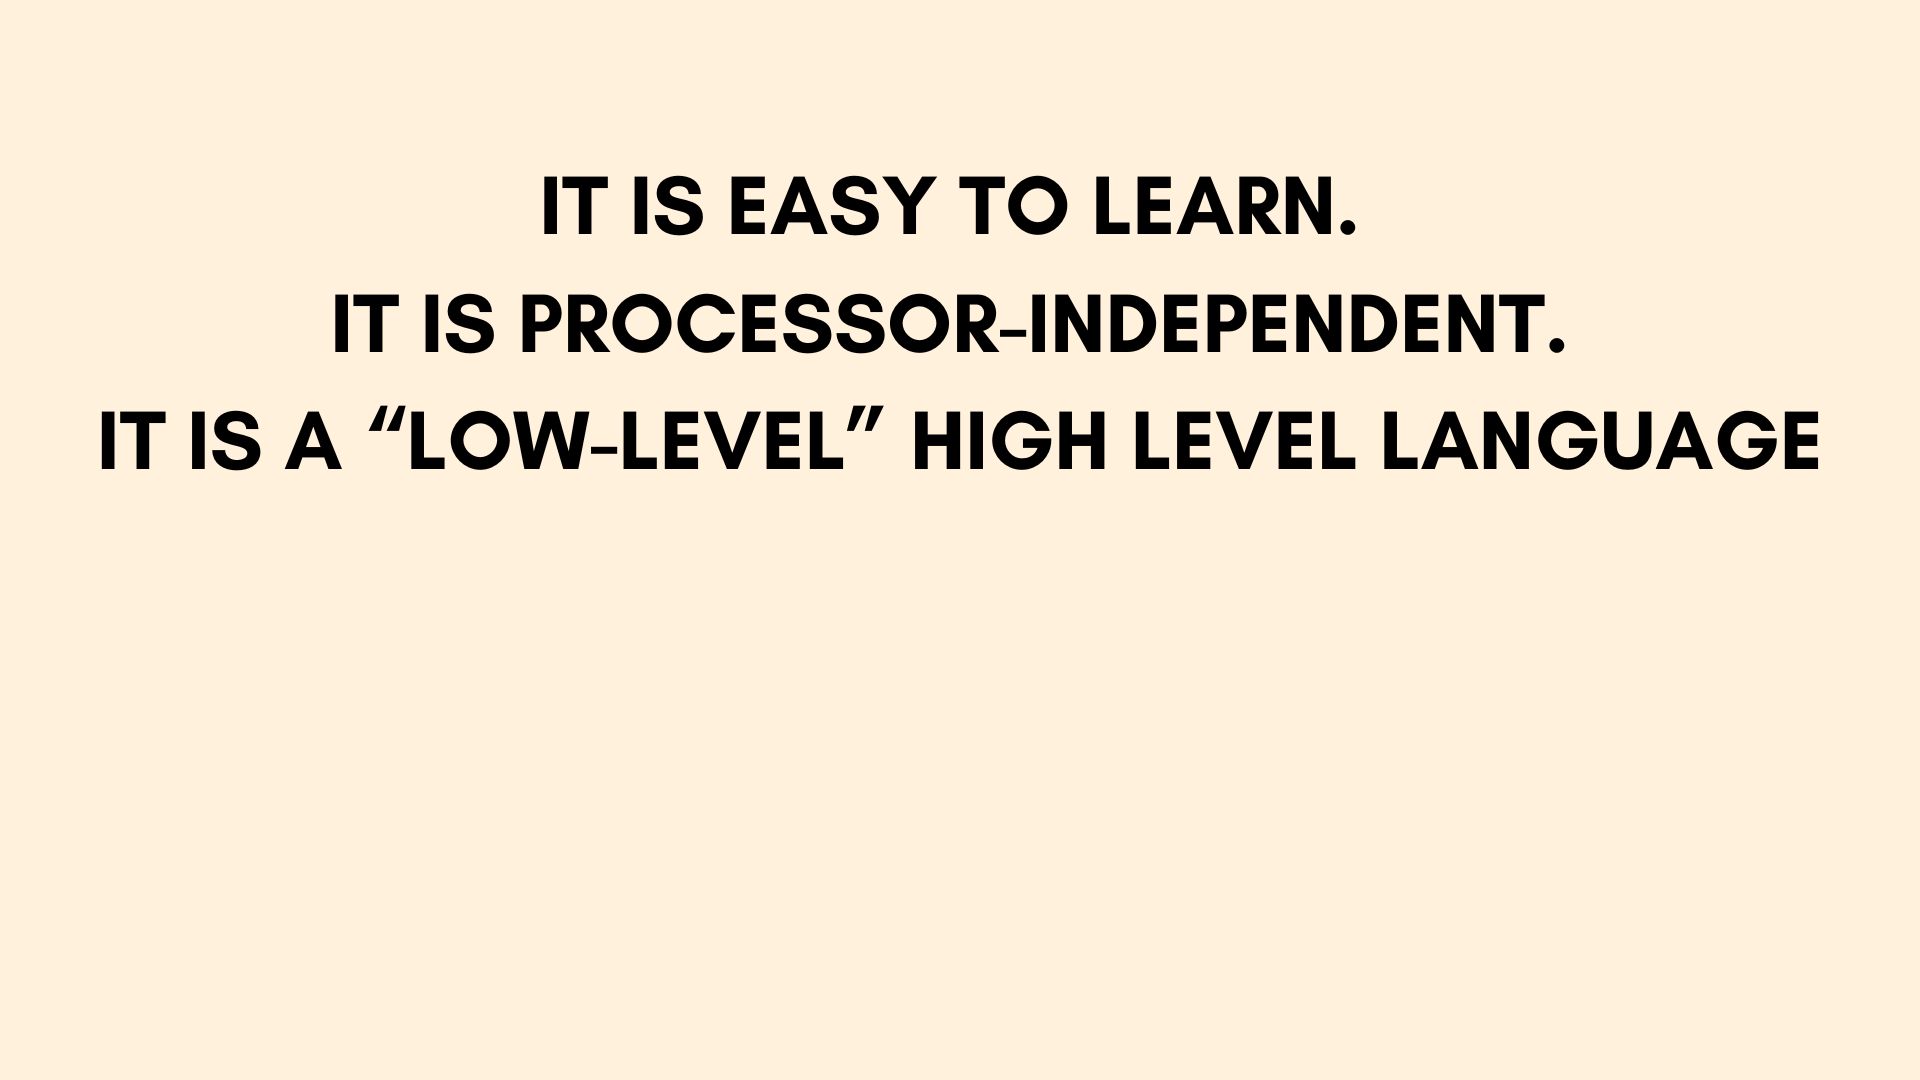 IT IS EASY TO LEARN.
IT IS PROCESSOR-INDEPENDENT.
IT IS A “LOW-LEVEL” HIGH LEVEL LANGUAGE